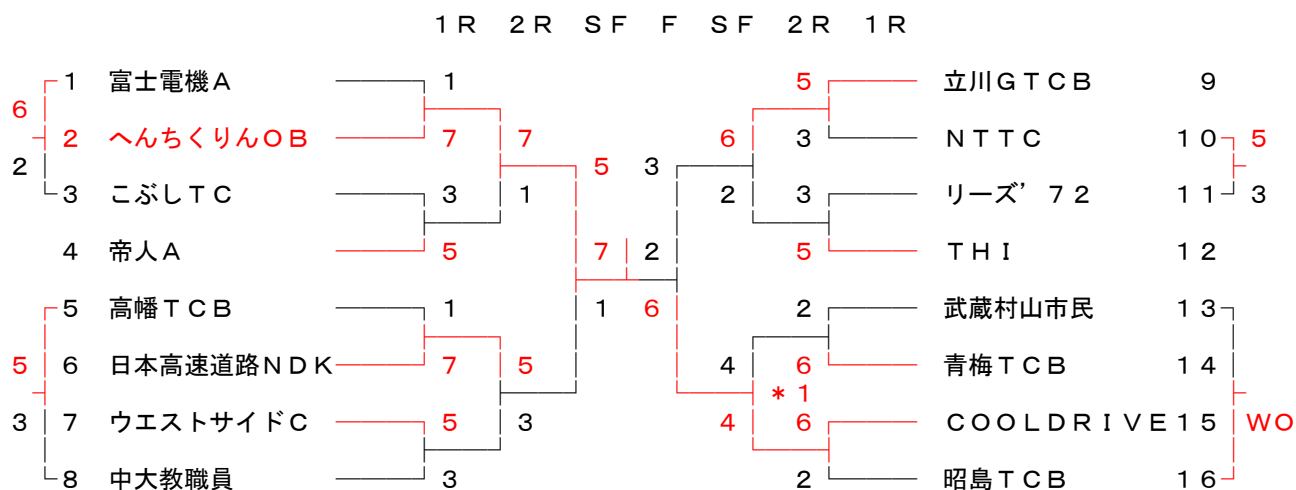 １Ｒ ２Ｒ ＳＦ Ｆ ＳＦ ２Ｒ １Ｒ
1 富士電機Ａ 1 5 立川ＧＴＣＢ 9
6
2 へんちくりんＯＢ 7 7 6 3 ＮＴＴＣ １０ 5
2 5 3
3 こぶしＴＣ 3 1 2 3 リーズ’７２ １１ 3
4 帝人Ａ 5 7 2 5 ＴＨＩ １２
5 高幡ＴＣＢ 1 1 6 2 武蔵村山市民 １３
5 6 日本高速道路ＮＤＫ 7 5 4 6 青梅ＴＣＢ １４
＊1
3 7 ウエストサイドＣ 5 3 4 6 ＣＯＯＬＤＲＩＶＥ １５ ＷＯ
8 中大教職員 3 2 昭島ＴＣＢ １６